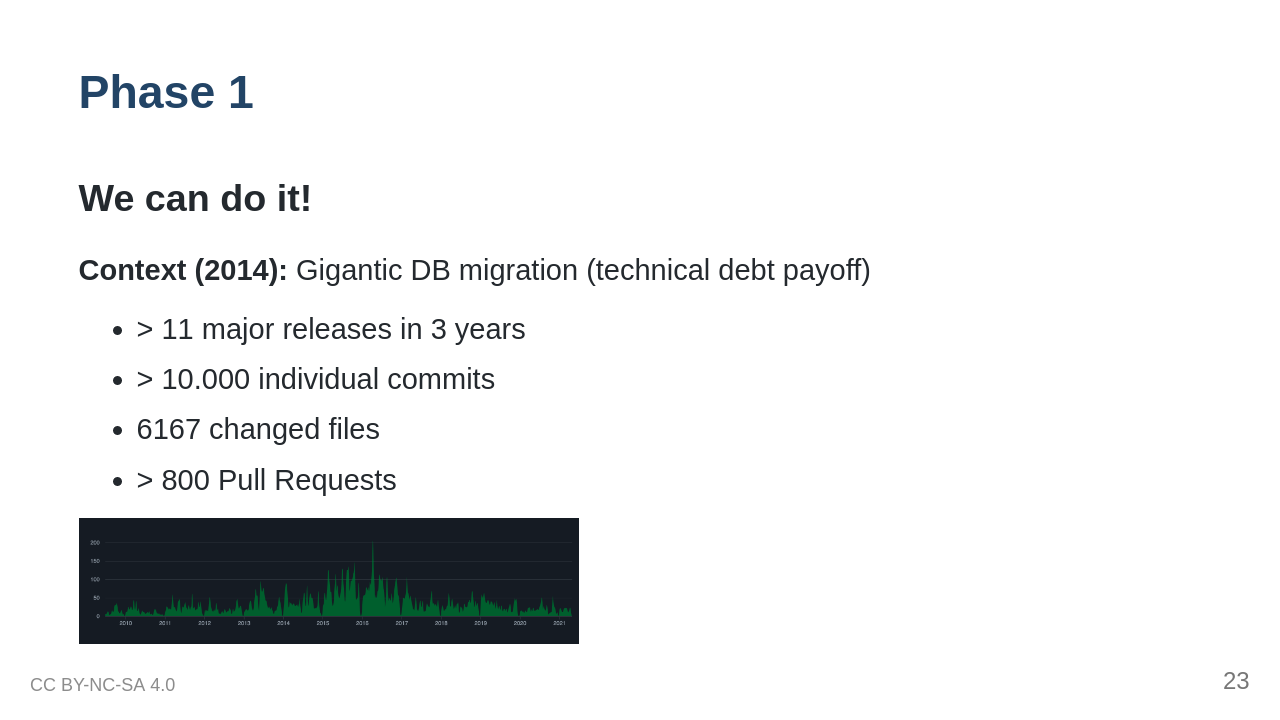 Phase 1
We can do it!
Context (2014): Gigantic DB migration (technical debt payoff)
> 11 major releases in 3 years
> 10.000 individual commits
6167 changed files
> 800 Pull Requests
200
150
100
50
0
2010 2011 2012 2013 2014 2015 2016 2017 2018 2019 2020 2021
CC BY-NC-SA 4.0
23